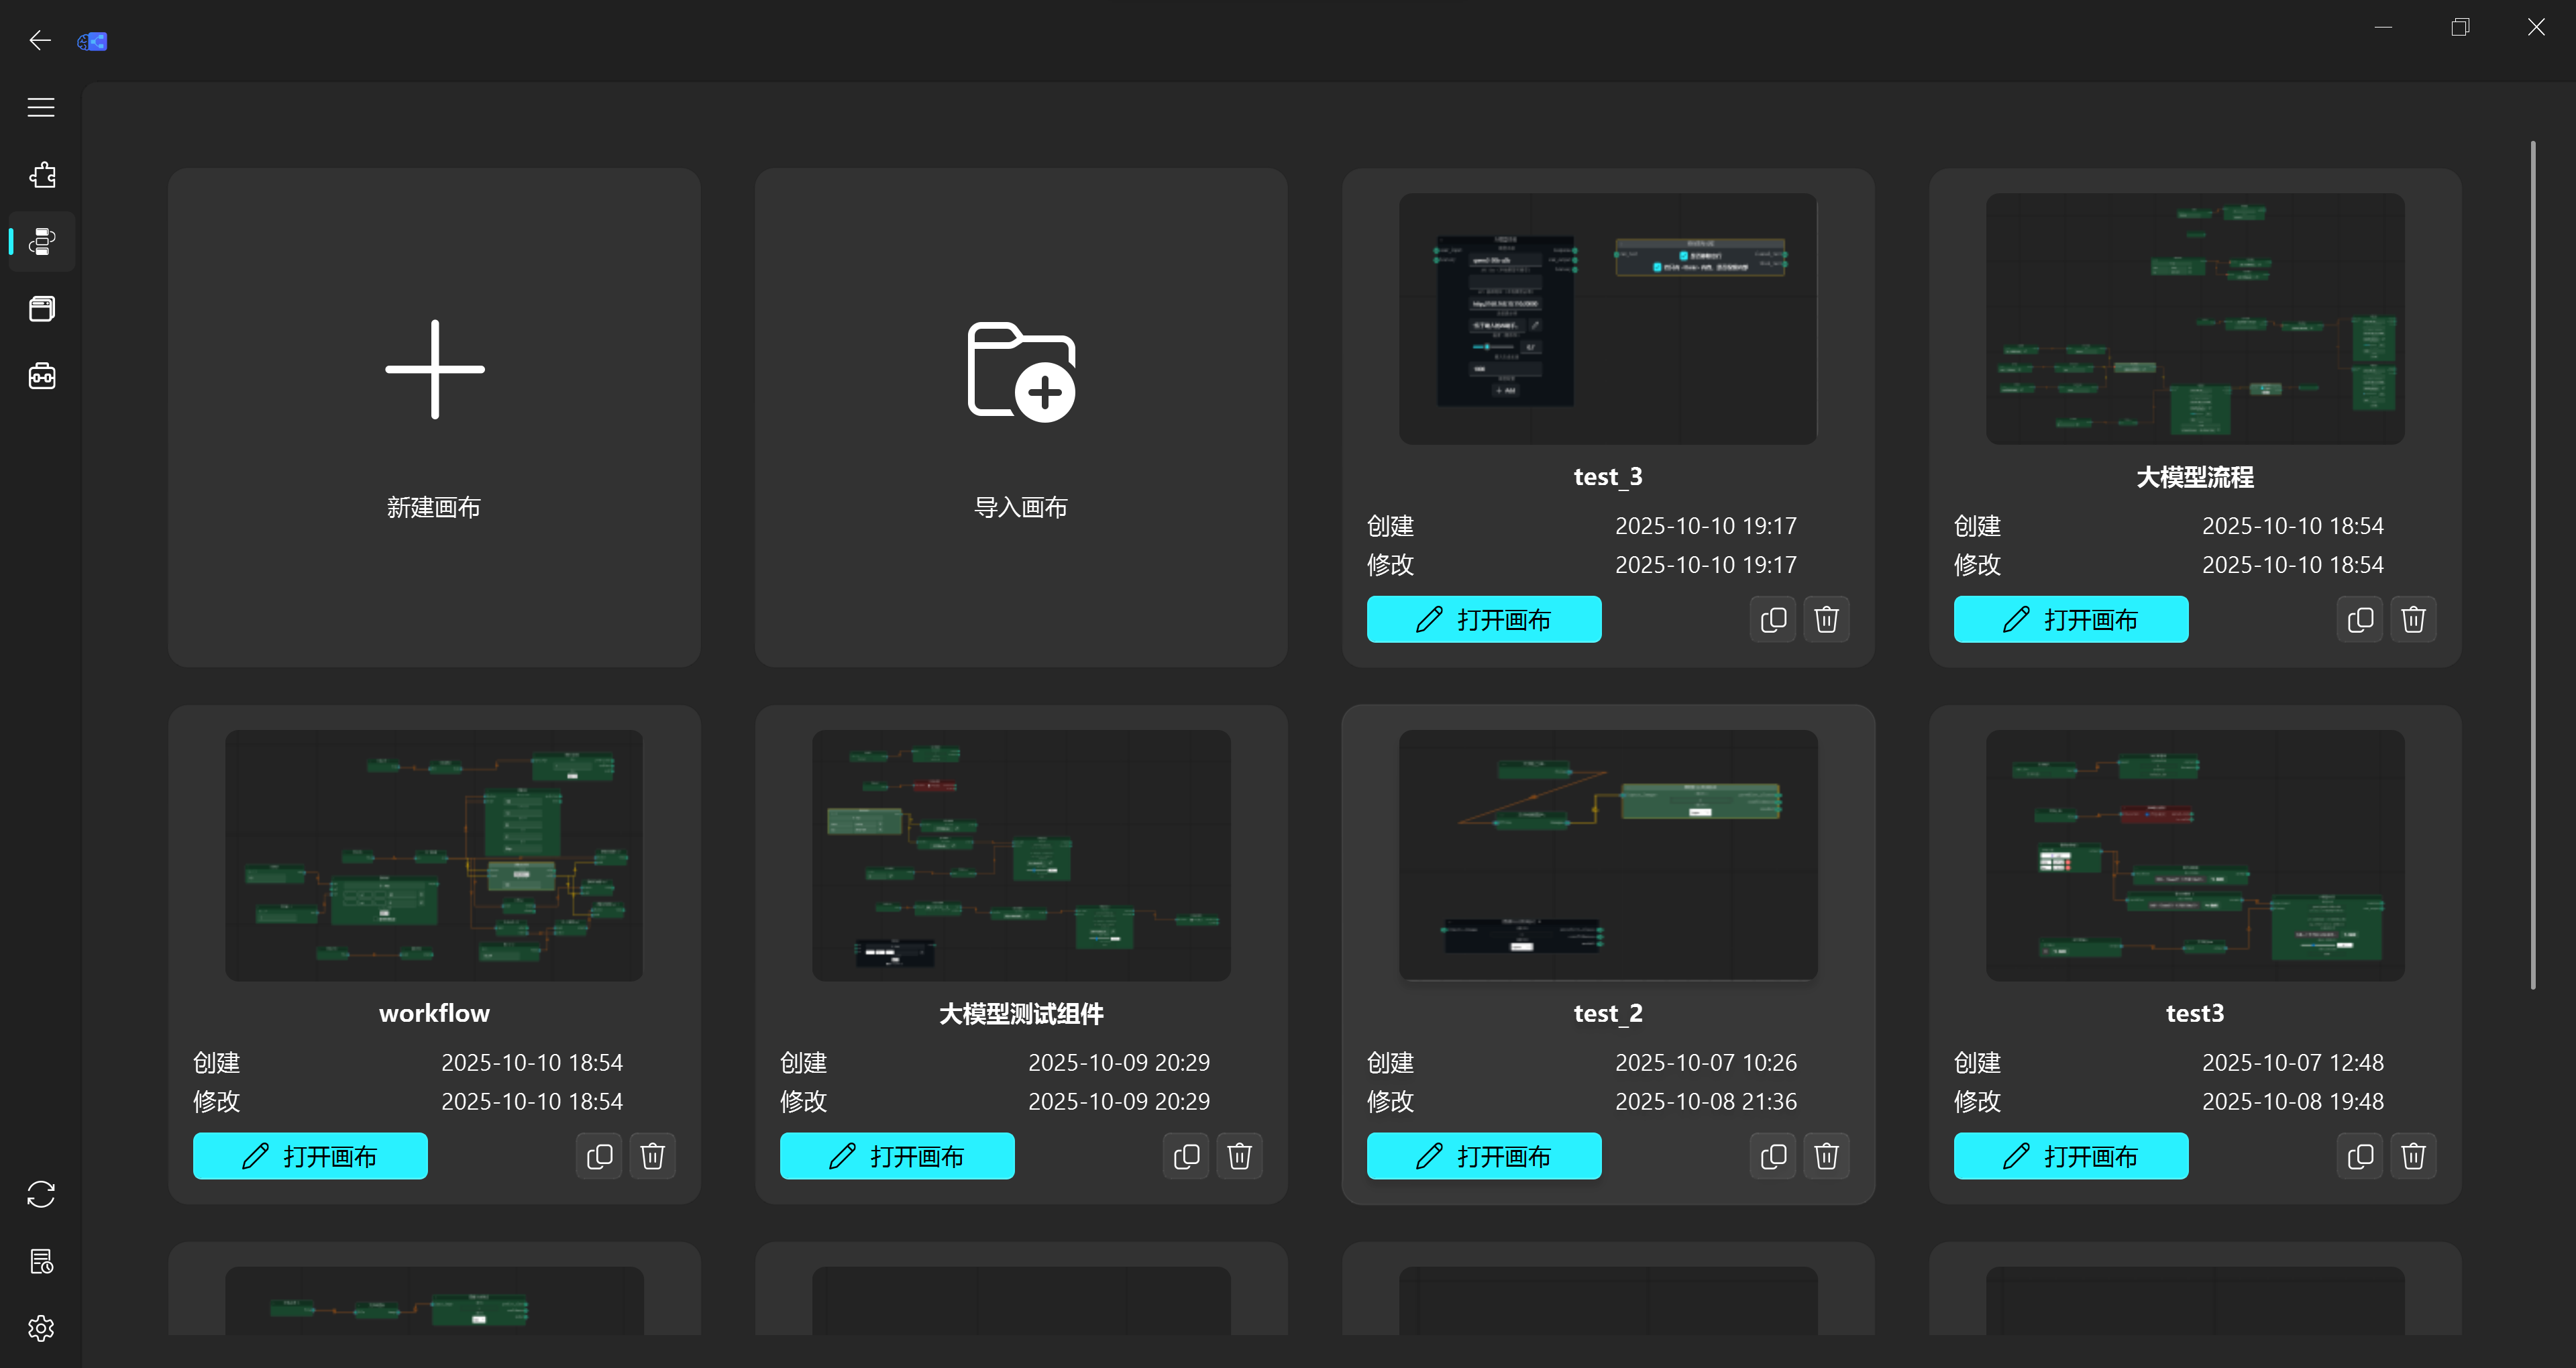 新建画布
导入画布
test_3
创建 2025-10-10 19:17
修改 2025-10-10 19:17
打开画布
大模型流程
创建 2025-10-10 18:54
修改 2025-10-10 18:54
打开画布
workflow
创建 2025-10-10 18:54
修改 2025-10-10 18:54
打开画布
大模型测试组件
创建 2025-10-09 20:29
修改 2025-10-09 20:29
打开画布
test_2
创建 2025-10-07 10:26
修改 2025-10-08 21:36
打开画布
test3
创建 2025-10-07 12:48
修改 2025-10-08 19:48
打开画布